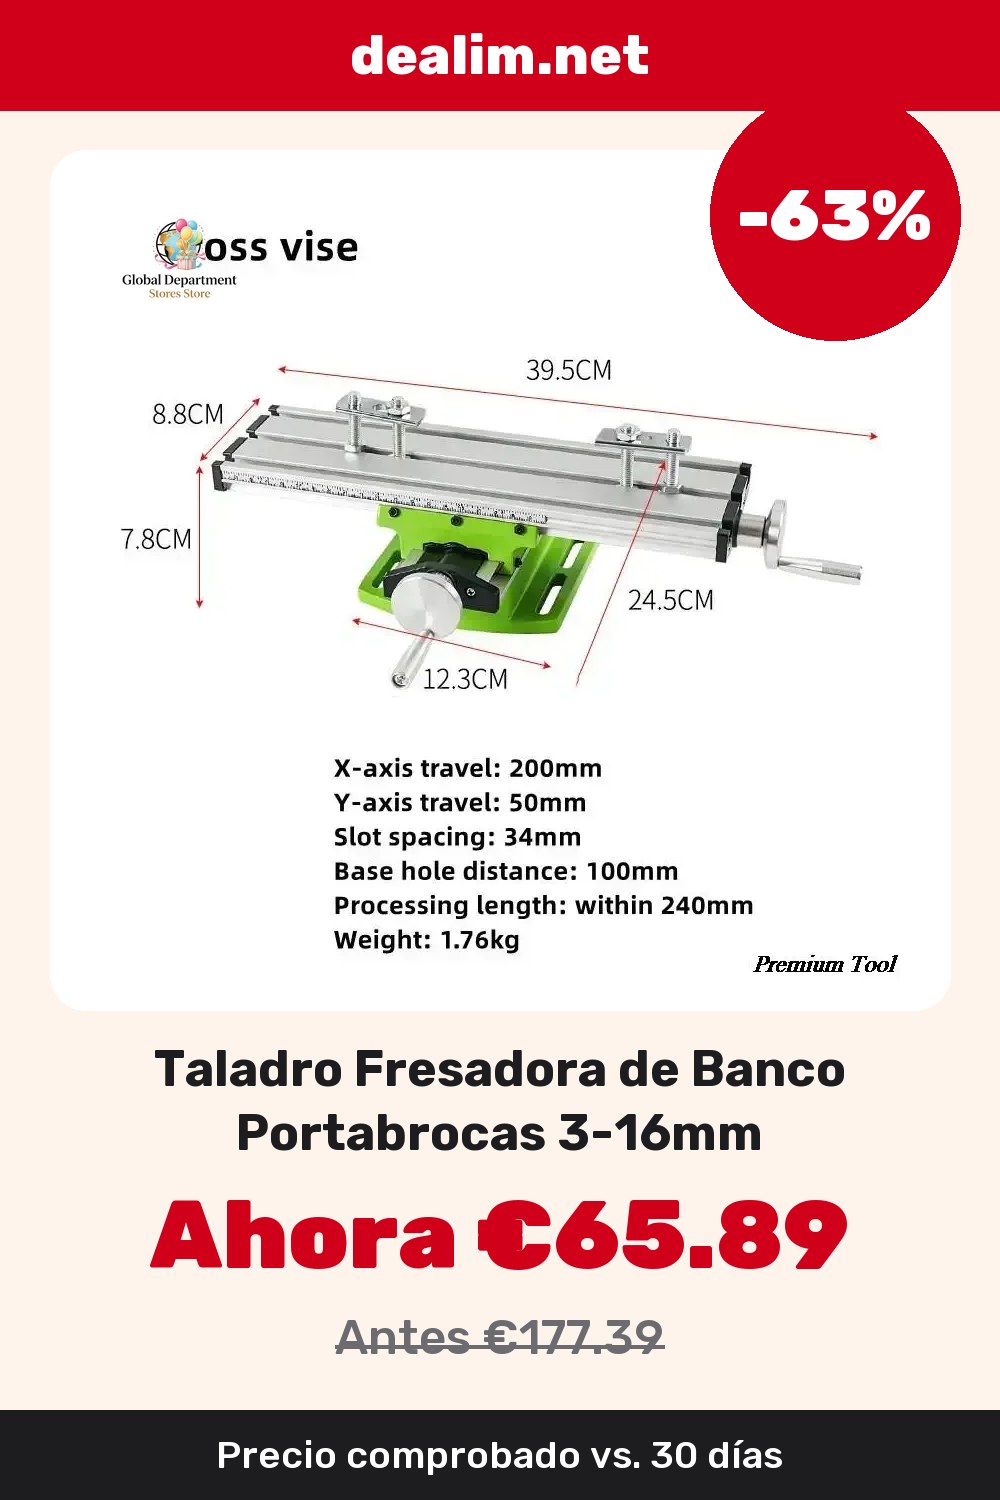 dealim.net
-63%
oss vise
Global Department
Stores Store
39.5CM
8.8CM
7.8CM
24.5CM
12.3CM
X-axis travel: 200mm
Y-axis travel: 50mm
Slot spacing: 34mm
Base hole distance: 100mm
Processing length: within 240mm
Weight: 1.76kg
Premium Tool
Taladro Fresadora de Banco
Portabrocas 3-16mm
Ahora €65.89
Antes €177.39
Precio comprobado vs. 30 días